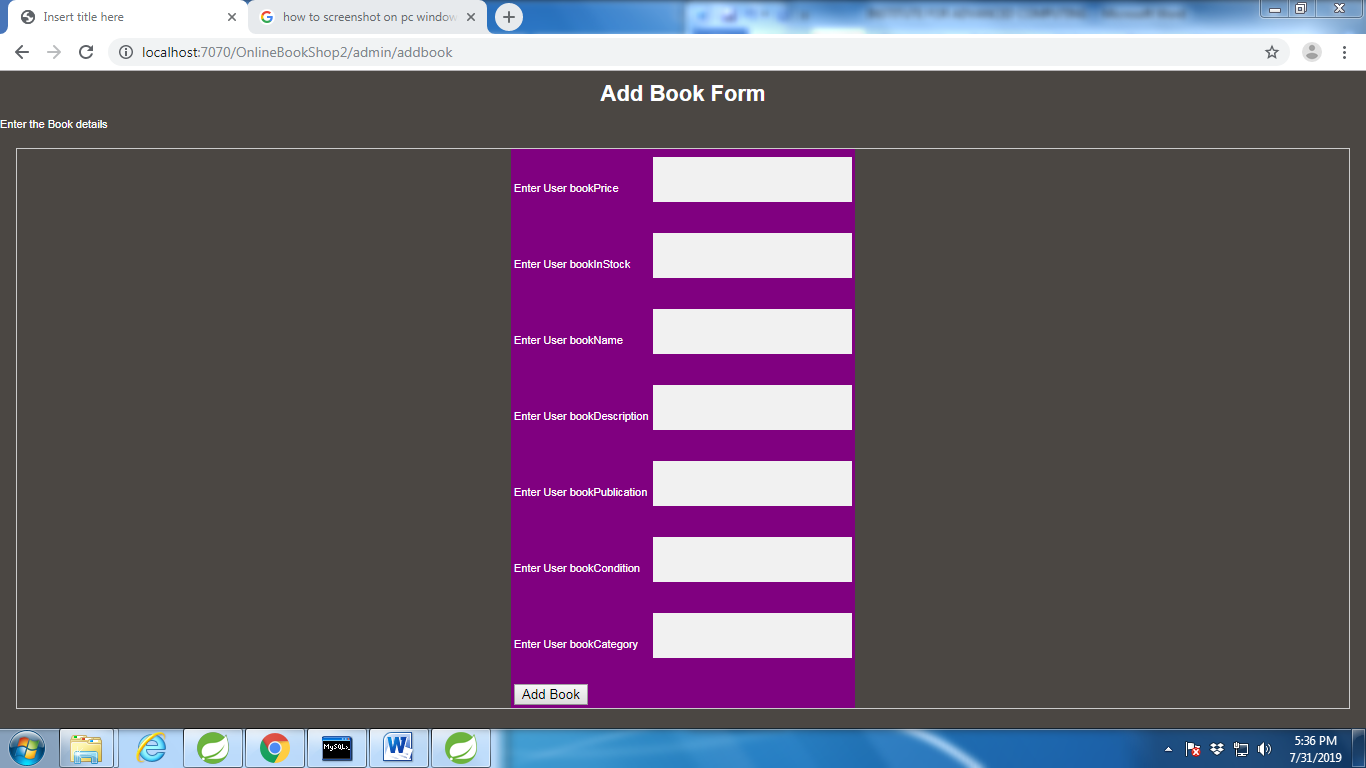 Insert title here
how to screenshot on pc window
localhost:7070/OnlineBookShop2/admin/addbook
Add Book Form
Enter the Book details
Enter User bookPrice
Enter User bookInStock
Enter User bookName
Enter User bookDescription
Enter User bookPublication
Enter User bookCondition
Enter User bookCategory
Add Book
5:36 PM
7/31/2019